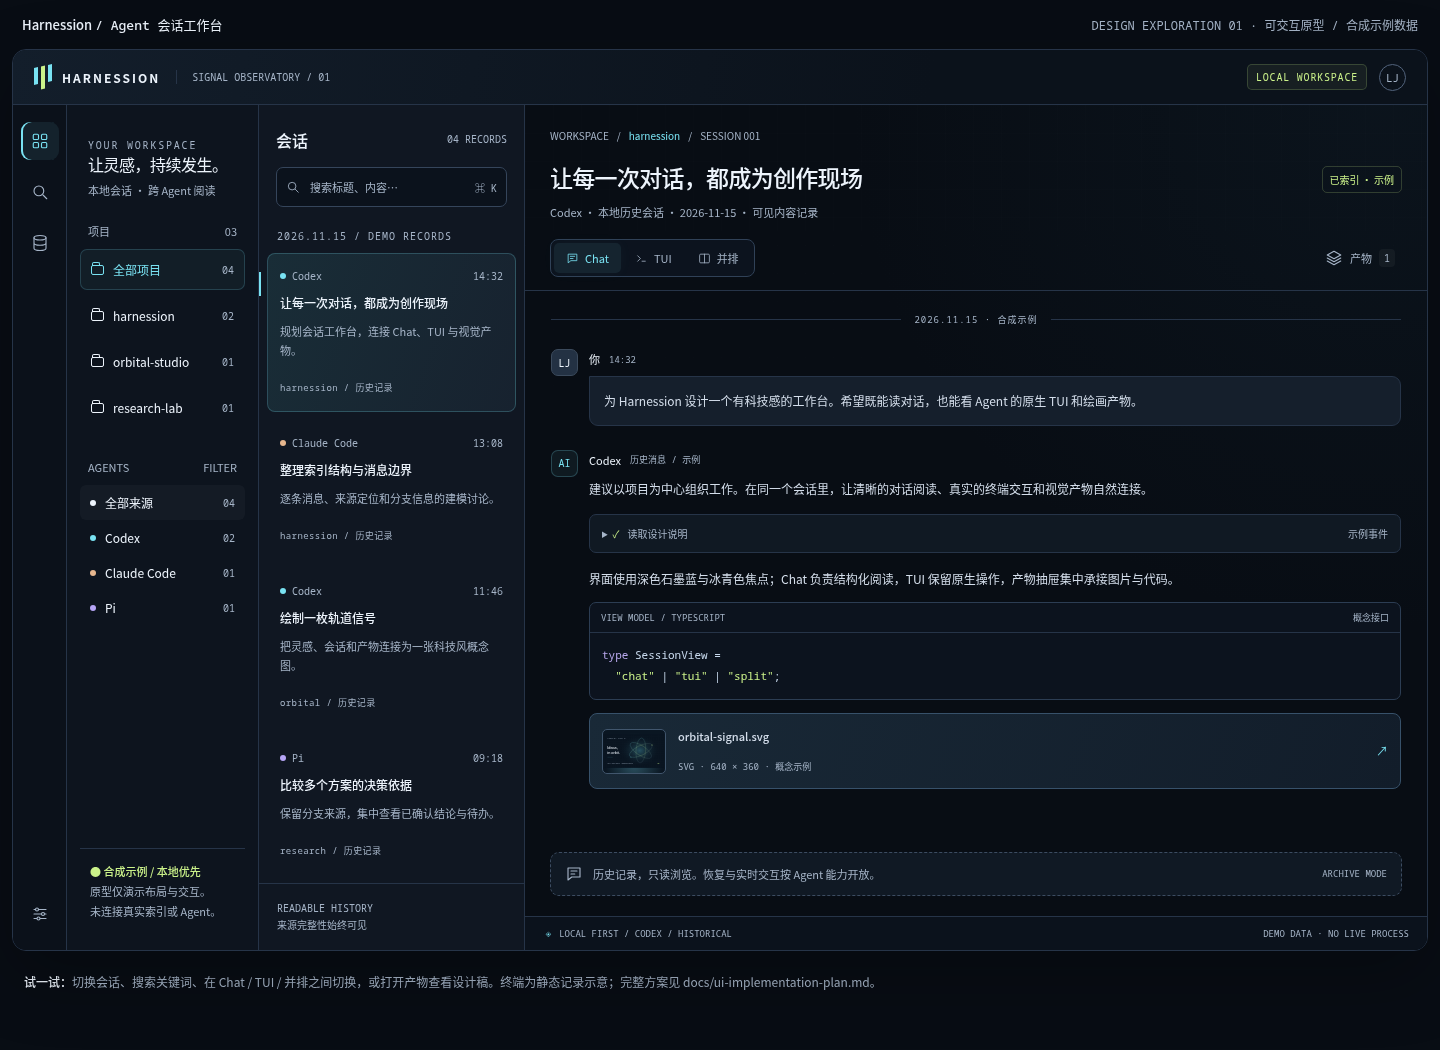 Harnession / Agent 会话工作台
DESIGN EXPLORATION 01 · 可交互原型 / 合成示例数据
HARNESSION
SIGNAL OBSERVATORY / 01
LOCAL WORKSPACE
LJ
YOUR WORKSPACE
让灵感，持续发生。
本地会话 · 跨 Agent 阅读
项目 03
全部项目 04
harnession 02
orbital-studio 01
research-lab 01
AGENTS FILTER
全部来源 04
Codex 02
Claude Code 01
Pi 01
合成示例 / 本地优先
原型仅演示布局与交互。
未连接真实索引或 Agent。
会话 04 RECORDS
搜索标题、内容… ⌘ K
2026.11.15 / DEMO RECORDS
Codex 14:32
让每一次对话，都成为创作现场
规划会话工作台，连接 Chat、TUI 与视觉产
物。
harnession / 历史记录
Claude Code 13:08
整理索引结构与消息边界
逐条消息、来源定位和分支信息的建模讨论。
harnession / 历史记录
Codex 11:46
绘制一枚轨道信号
把灵感、会话和产物连接为一张科技风概念
图。
orbital / 历史记录
Pi 09:18
比较多个方案的决策依据
保留分支来源，集中查看已确认结论与待办。
research / 历史记录
READABLE HISTORY
来源完整性始终可见
WORKSPACE / harnession / SESSION 001
让每一次对话，都成为创作现场
已索引 · 示例
Codex · 本地历史会话 · 2026-11-15 · 可见内容记录
Chat TUI 并排
产物 1
2026.11.15 · 合成示例
LJ 你 14:32
为 Harnession 设计一个有科技感的工作台。希望既能读对话，也能看 Agent 的原生 TUI 和绘画产物。
AI Codex 历史消息 / 示例
建议以项目为中心组织工作。在同一个会话里，让清晰的对话阅读、真实的终端交互和视觉产物自然连接。
▶ ✓ 读取设计说明 示例事件
界面使用深色石墨蓝与冰青色焦点；Chat 负责结构化阅读，TUI 保留原生操作，产物抽屉集中承接图片与代码。
VIEW MODEL / TYPESCRIPT 概念接口
type SessionView =
"chat" | "tui" | "split";
orbital-signal.svg
SVG · 640 × 360 · 概念示例
↗
历史记录，只读浏览。恢复与实时交互按 Agent 能力开放。 ARCHIVE MODE
LOCAL FIRST / CODEX / HISTORICAL
DEMO DATA · NO LIVE PROCESS
试一试：切换会话、搜索关键词、在 Chat / TUI / 并排之间切换，或打开产物查看设计稿。终端为静态记录示意；完整方案见 docs/ui-implementation-plan.md。